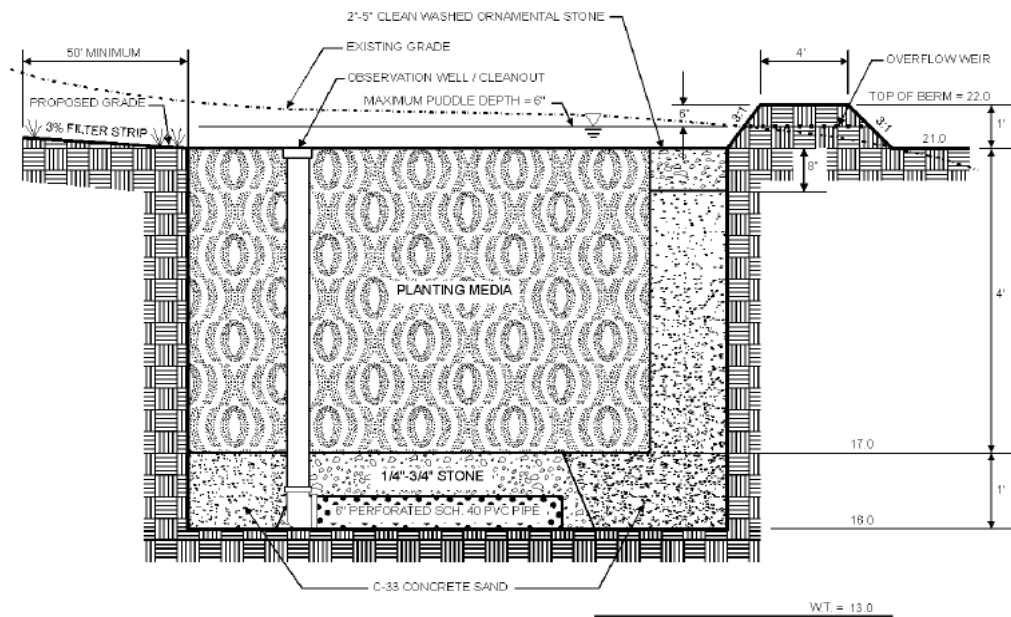 2"-5" CLEAN WASHED ORNAMENTAL STONE
50' MINIMUM
EXISTING GRADE
4'
OVERFLOW WEIR
OBSERVATION WELL / CLEANOUT
MAXIMUM PUDDLE DEPTH = 6"
TOP OF BERM = 22.0
PROPOSED GRADE
6"
3:1
3:1
1'
3% FILTER STRIP
21.0
8"
PLANTING MEDIA
4'
17.0
1/4"-3/4" STONE
6" PERFORATED SCH. 40 PVC PIPE
1'
16.0
C-33 CONCRETE SAND
W.T. = 13.0